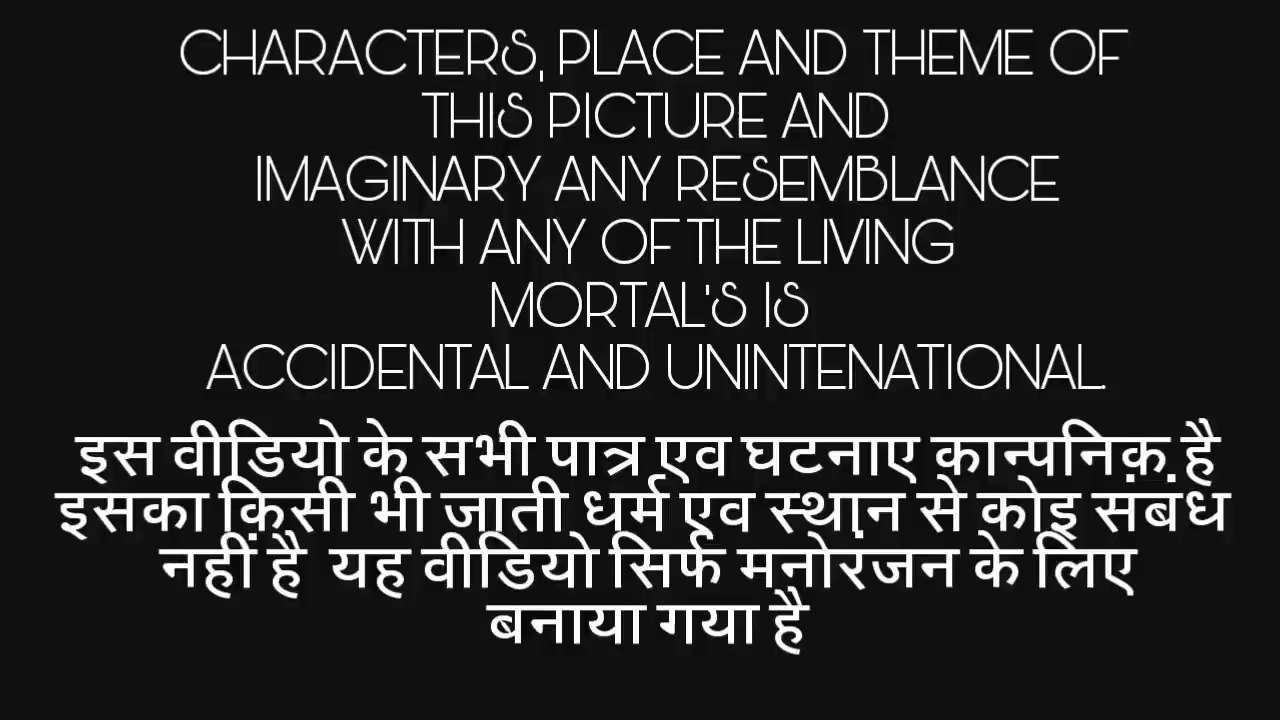 CHARACTERS, PLACE AND THEME OF
THIS PICTURE AND
IMAGINARY ANY RESEMBLANCE
WITH ANY OF THE LIVING
MORTAL'S IS
ACCIDENTAL AND UNINTENATIONAL.
इस वीडियो के सभी पात्र एव घटनाए कान्पनिक़.है
इसका क़िसी भी जाती धर्म एव स्था़न से कोइ सबध
नहीं है यह वीडियो सिर्फ मनोरजन के लिए
बनाया गया है